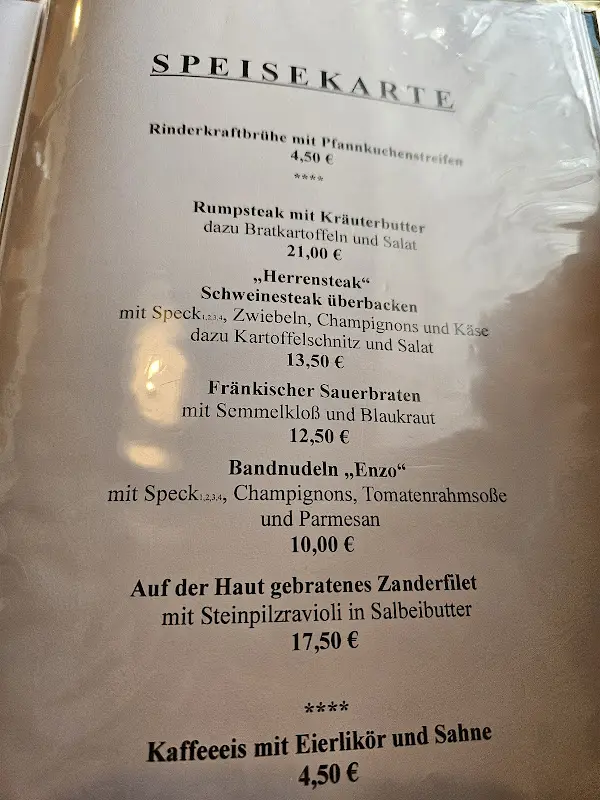 SPEISEKARTE
Rinderkraftbrühe mit Pfannkuchenstreifen
4,50 €
****
Rumpsteak mit Kräuterbutter
dazu Bratkartoffeln und Salat
21,00 €
„Herrensteak“
Schweinesteak überbacken
mit Speck1,2,3,4, Zwiebeln, Champignons und Käse
dazu Kartoffelschnitz und Salat
13,50 €
Fränkischer Sauerbraten
mit Semmelkloß und Blaukraut
12,50 €
Bandnudeln „Enzo“
mit Speck1,2,3,4, Champignons, Tomatenrahmsoße
und Parmesan
10,00 €
Auf der Haut gebratenes Zanderfilet
mit Steinpilzravioli in Salbeibutter
17,50 €
****
Kaffeeeis mit Eierlikör und Sahne
4,50 €